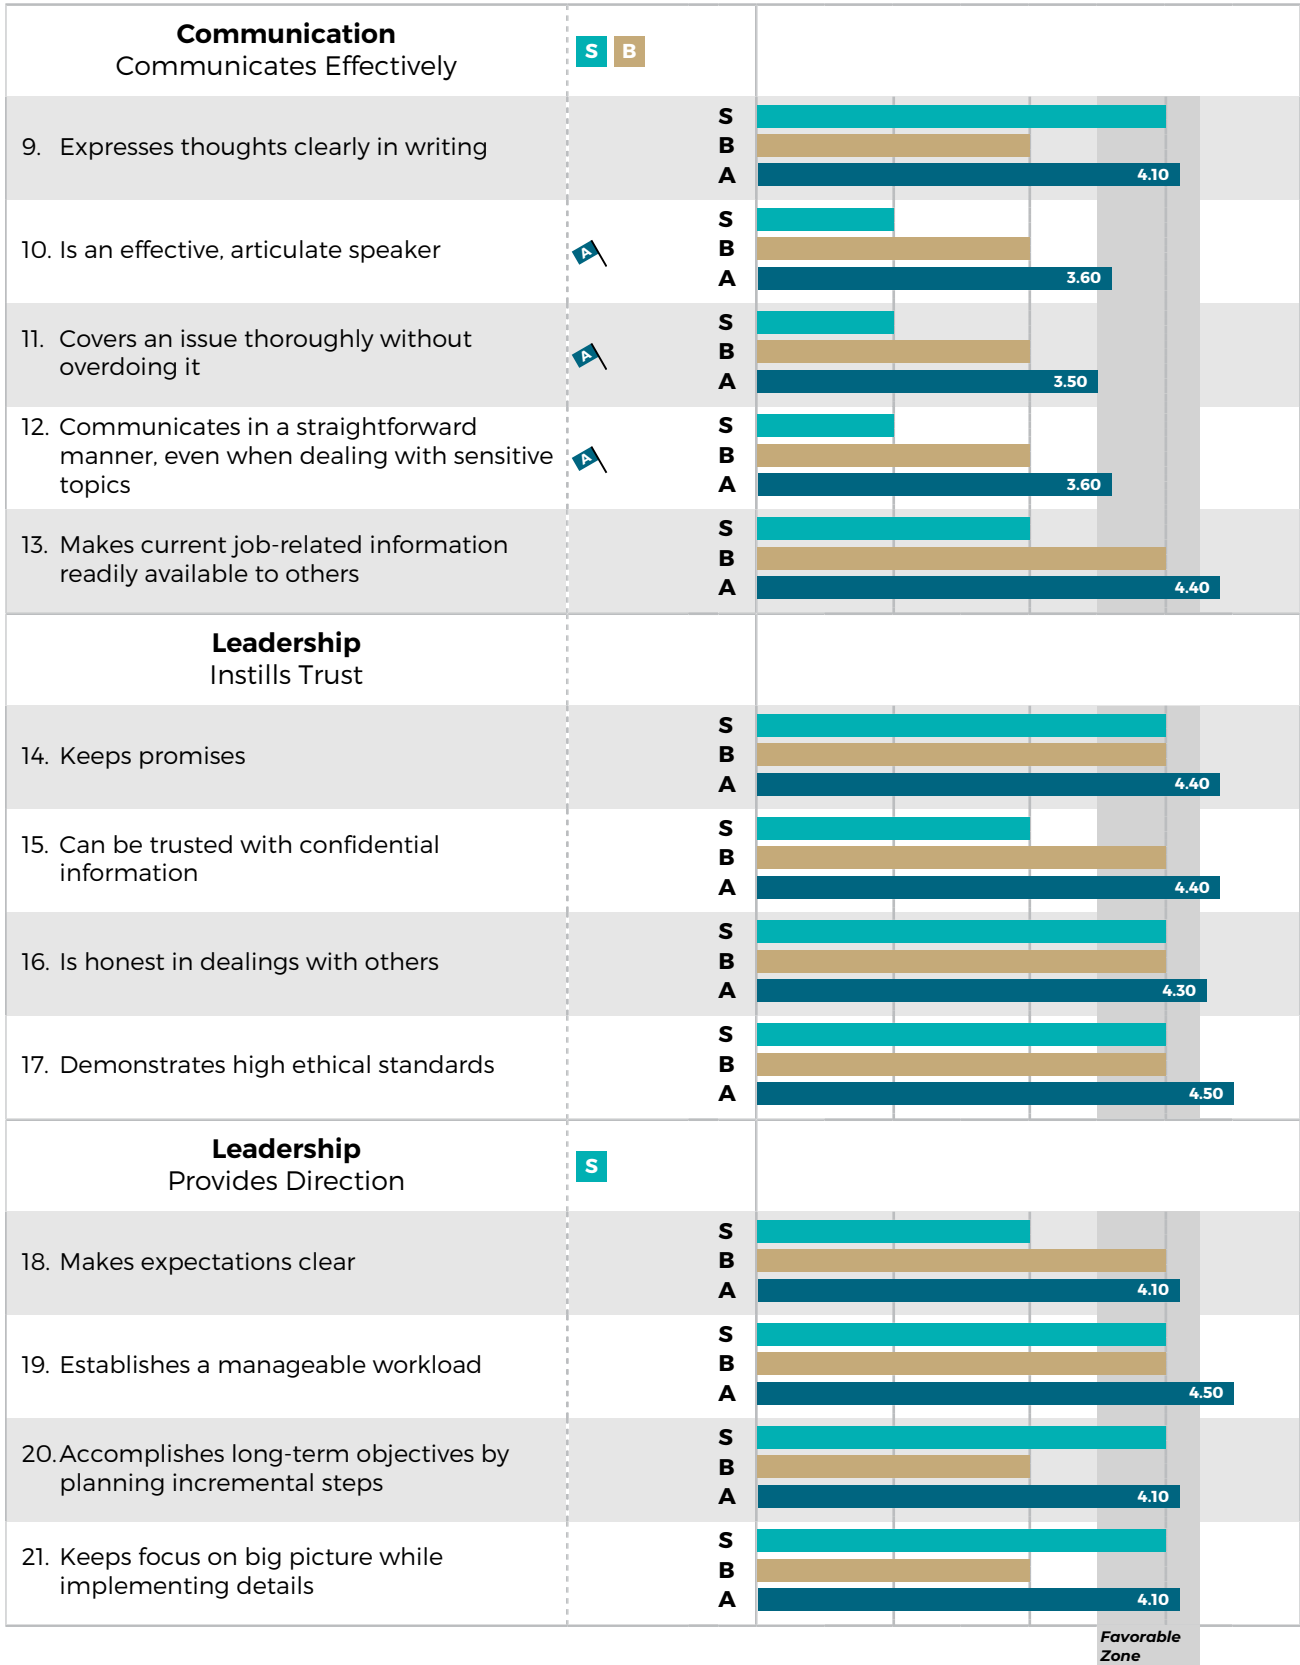 Communication
Communicates Effectively
S B
9. Expresses thoughts clearly in writing
S
B
A 4.10
10. Is an effective, articulate speaker
A
S
B
A 3.60
11. Covers an issue thoroughly without
overdoing it
A
S
B
A 3.50
12. Communicates in a straightforward
manner, even when dealing with sensitive
topics
A
S
B
A 3.60
13. Makes current job-related information
readily available to others
S
B
A 4.40
Leadership
Instills Trust
14. Keeps promises
S
B
A 4.40
15. Can be trusted with confidential
information
S
B
A 4.40
16. Is honest in dealings with others
S
B
A 4.30
17. Demonstrates high ethical standards
S
B
A 4.50
Leadership
Provides Direction
S
18. Makes expectations clear
S
B
A 4.10
19. Establishes a manageable workload
S
B
A 4.50
20. Accomplishes long-term objectives by
planning incremental steps
S
B
A 4.10
21. Keeps focus on big picture while
implementing details
S
B
A 4.10
Favorable
Zone